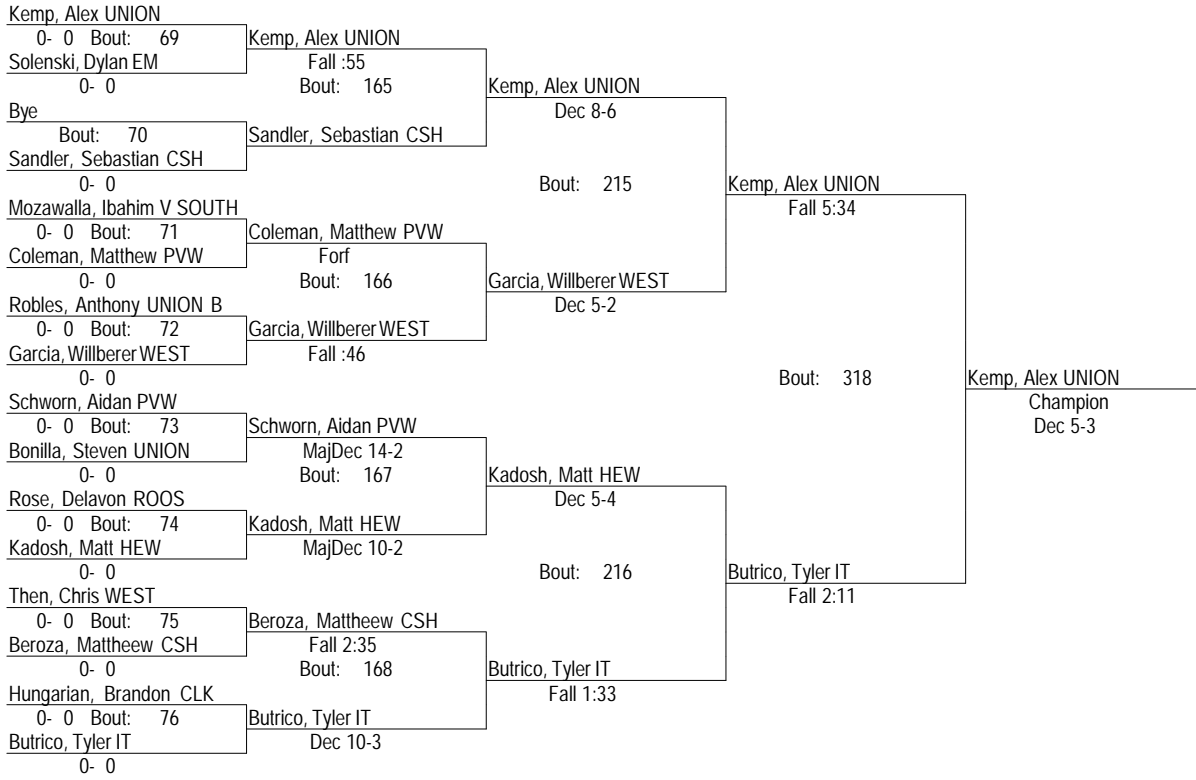 Kemp, Alex UNION
0- 0 Bout: 69
Solenski, Dylan EM
0- 0
Bye
Bout: 70
Sandler, Sebastian CSH
0- 0
Mozawalla, Ibahim V SOUTH
0- 0 Bout: 71
Coleman, Matthew PVW
0- 0
Robles, Anthony UNION B
0- 0 Bout: 72
Garcia, Willberer WEST
0- 0
Schworn, Aidan PVW
0- 0 Bout: 73
Bonilla, Steven UNION
0- 0
Rose, Delavon ROOS
0- 0 Bout: 74
Kadosh, Matt HEW
0- 0
Then, Chris WEST
0- 0 Bout: 75
Beroza, Mattheew CSH
0- 0
Hungarian, Brandon CLK
0- 0 Bout: 76
Butrico, Tyler IT
0- 0
Kemp, Alex UNION
Fall :55
Bout: 165
Sandler, Sebastian CSH
Coleman, Matthew PVW
Forf
Bout: 166
Garcia, Willberer WEST
Fall :46
Schworn, Aidan PVW
MajDec 14-2
Bout: 167
Kadosh, Matt HEW
MajDec 10-2
Beroza, Mattheew CSH
Fall 2:35
Bout: 168
Butrico, Tyler IT
Dec 10-3
Kemp, Alex UNION
Dec 8-6
Bout: 215
Garcia, Willberer WEST
Dec 5-2
Kadosh, Matt HEW
Dec 5-4
Bout: 216
Butrico, Tyler IT
Fall 1:33
Kemp, Alex UNION
Fall 5:34
Bout: 318
Butrico, Tyler IT
Fall 2:11
Kemp, Alex UNION
Champion
Dec 5-3